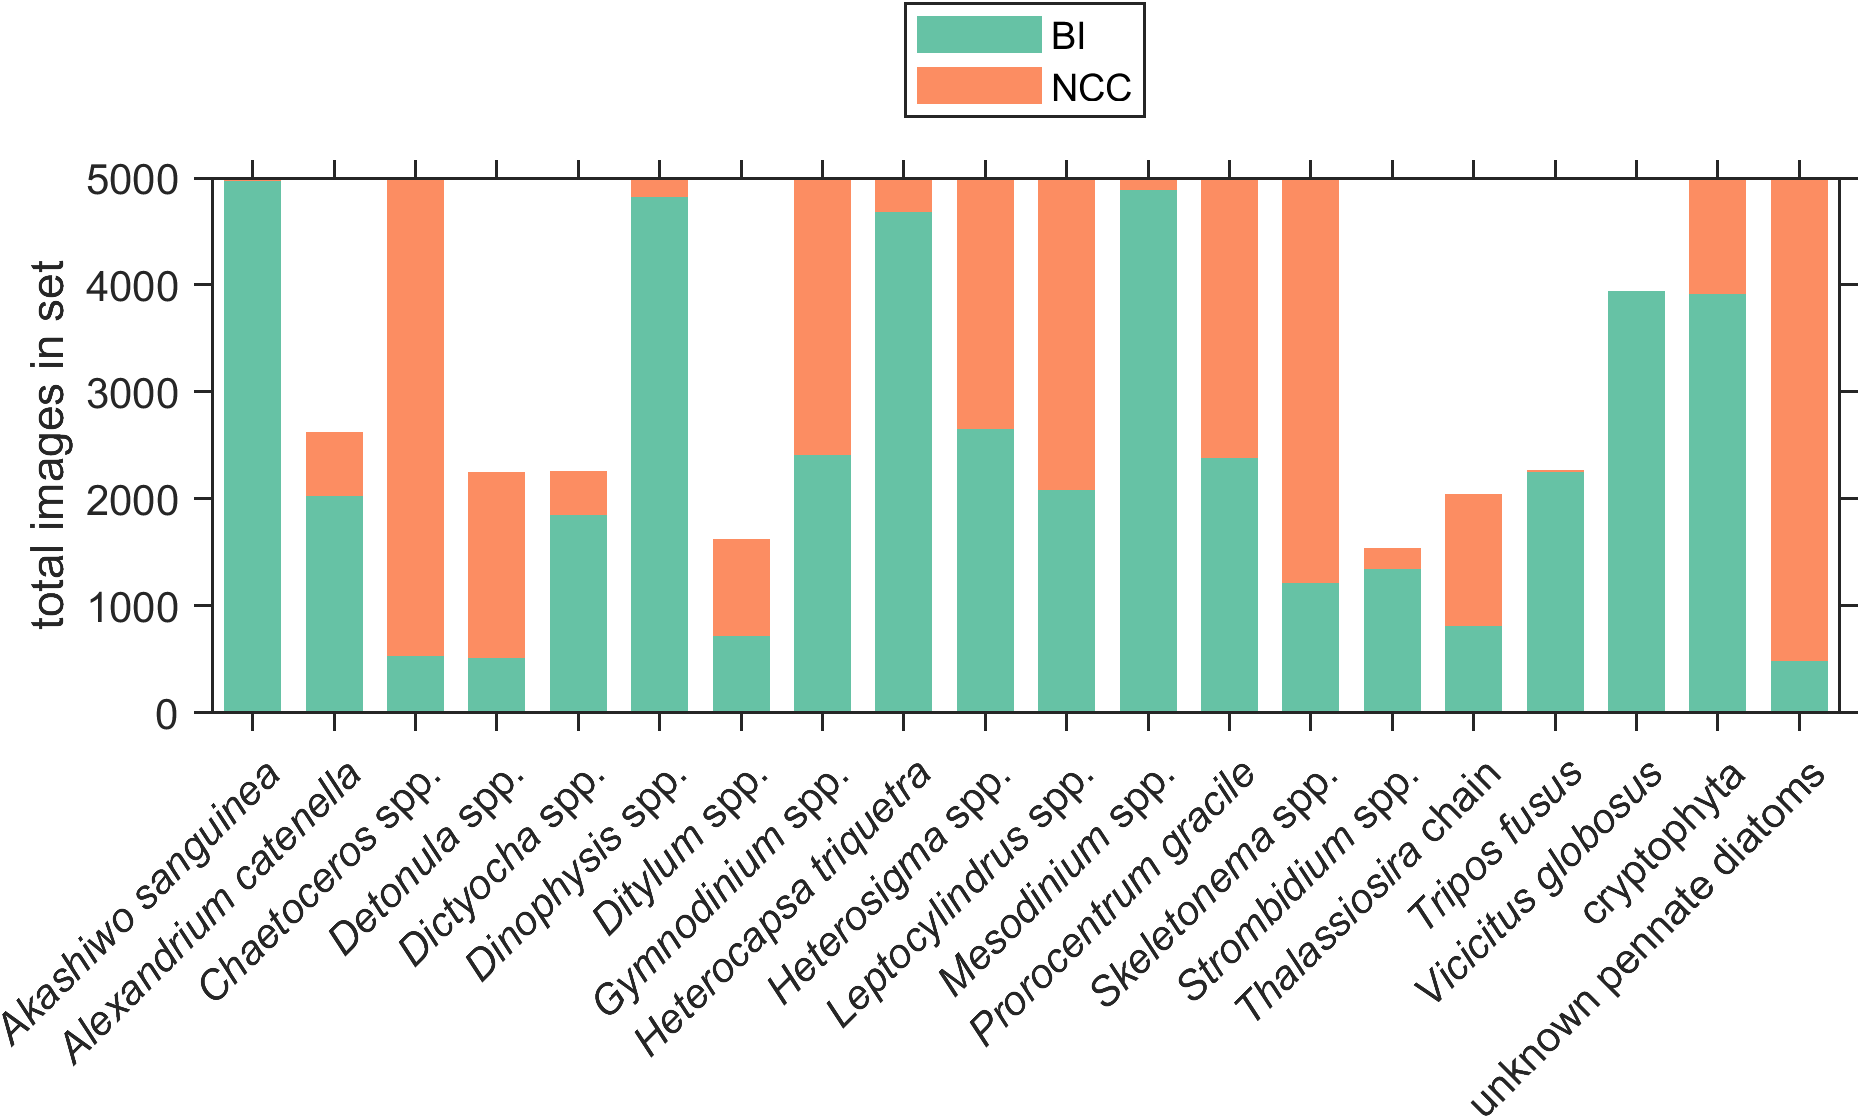 BI
NCC
5000
4000
3000
2000
1000
0
total images in set
Akashiwo sanguinea
Alexandrium catenella
Chaetoceros spp.
Detonula spp.
Dictyocha spp.
Dinophysis spp.
Ditylum spp.
Gymnodinium spp.
Heterocapsa triquetra
Heterosigma spp.
Leptocylindrus spp.
Mesodinium spp.
Prorocentrum gracile
Skeletonema spp.
Strombidium spp.
Thalassiosira chain
Tripos fusus
Vicicitus globosus
cryptophyta
unknown pennate diatoms